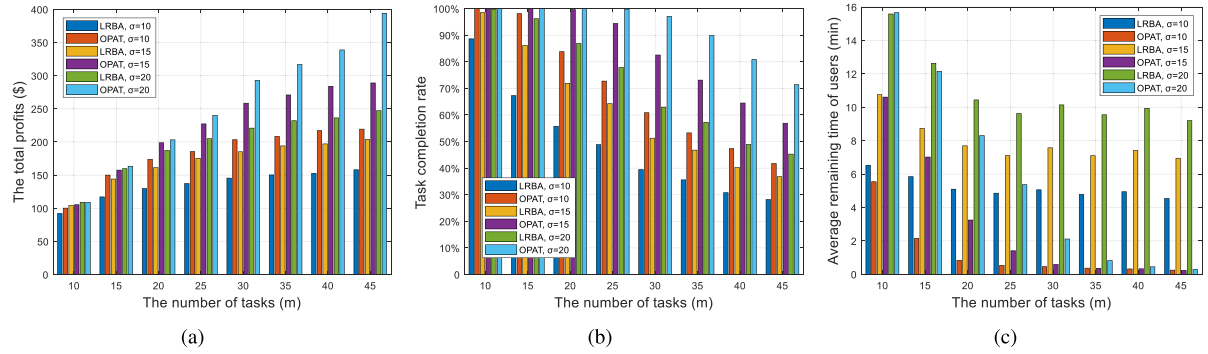 400
350
300
250
200
150
100
50
0
The total profits ($)
LRBA, σ=10
OPAT, σ=10
LRBA, σ=15
OPAT, σ=15
LRBA, σ=20
OPAT, σ=20
10 15 20 25 30 35 40 45
The number of tasks (m)
(a)
100%
90%
80%
70%
60%
50%
40%
30%
20%
10%
0
Task completion rate
LRBA, σ=10
OPAT, σ=10
LRBA, σ=15
OPAT, σ=15
LRBA, σ=20
OPAT, σ=20
10 15 20 25 30 35 40 45
The number of tasks (m)
(b)
16
14
12
10
8
6
4
2
0
Average remaining time of users (min)
LRBA, σ=10
OPAT, σ=10
LRBA, σ=15
OPAT, σ=15
LRBA, σ=20
OPAT, σ=20
10 15 20 25 30 35 40 45
The number of tasks (m)
(c)